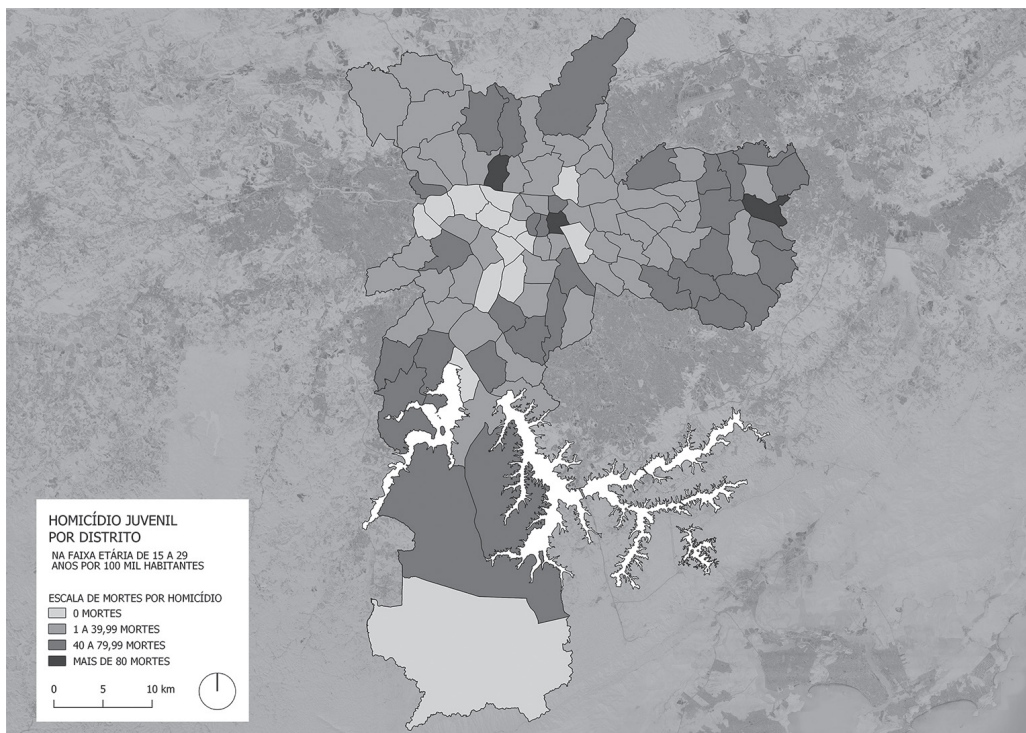 HOMICÍDIO JUVENIL
POR DISTRITO
NA FAIXA ETÁRIA DE 15 A 29
ANOS POR 100 MIL HABITANTES
ESCALA DE MORTES POR HOMICÍDIO
0 MORTES
1 A 39,99 MORTES
40 A 79,99 MORTES
MAIS DE 80 MORTES
0 5 10 km